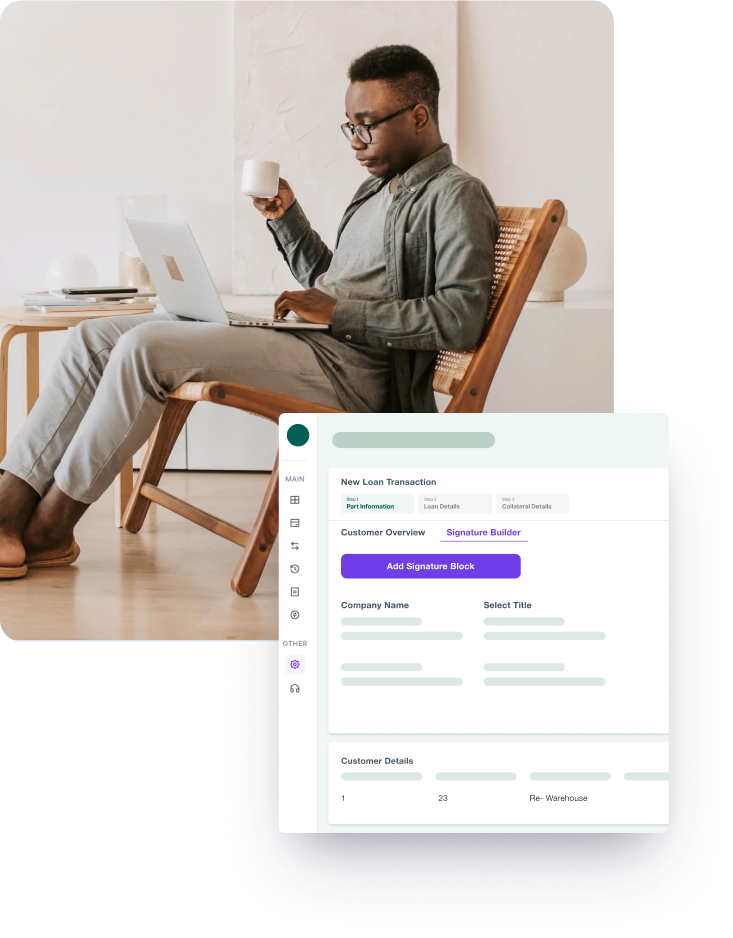 MAIN
OTHER
New Loan Transaction
Step 1
Part Information
Step 2
Loan Details
Step 3
Collateral Details
Customer Overview
Signature Builder
Add Signature Block
Company Name
Select Title
Customer Details
1
23
Re- Warehouse